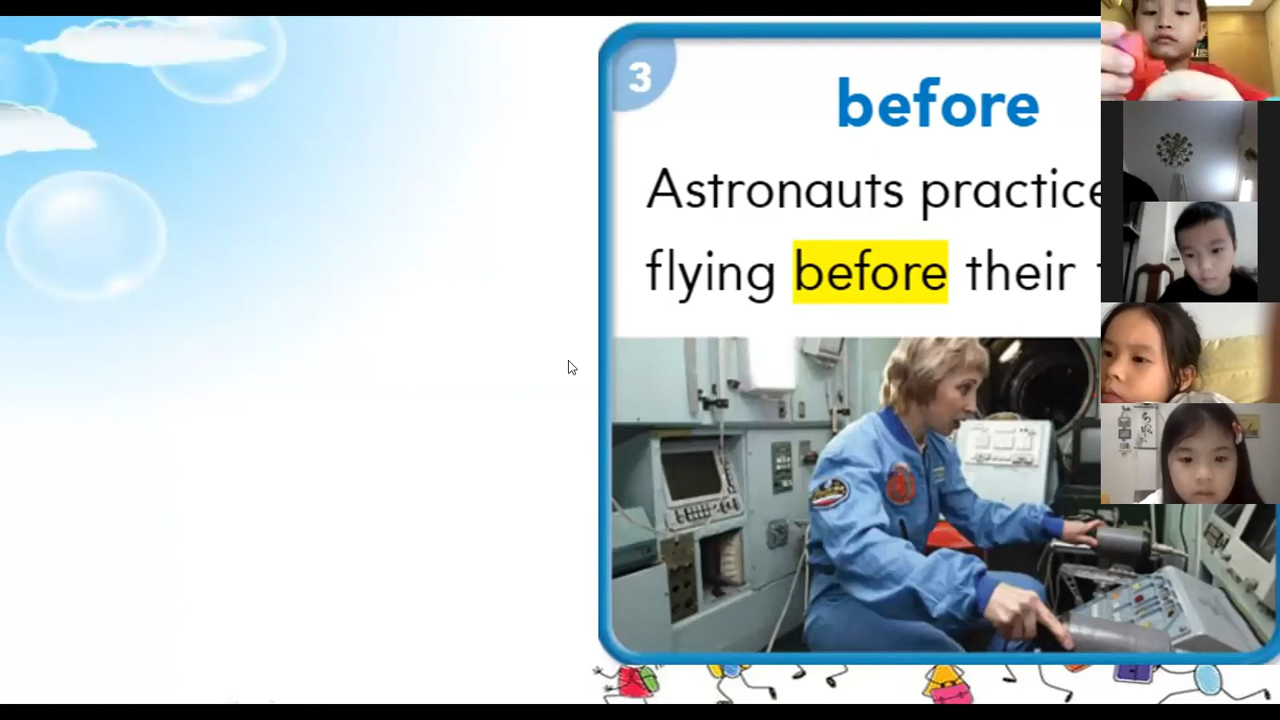 3
before
Astronauts practice
flying before their